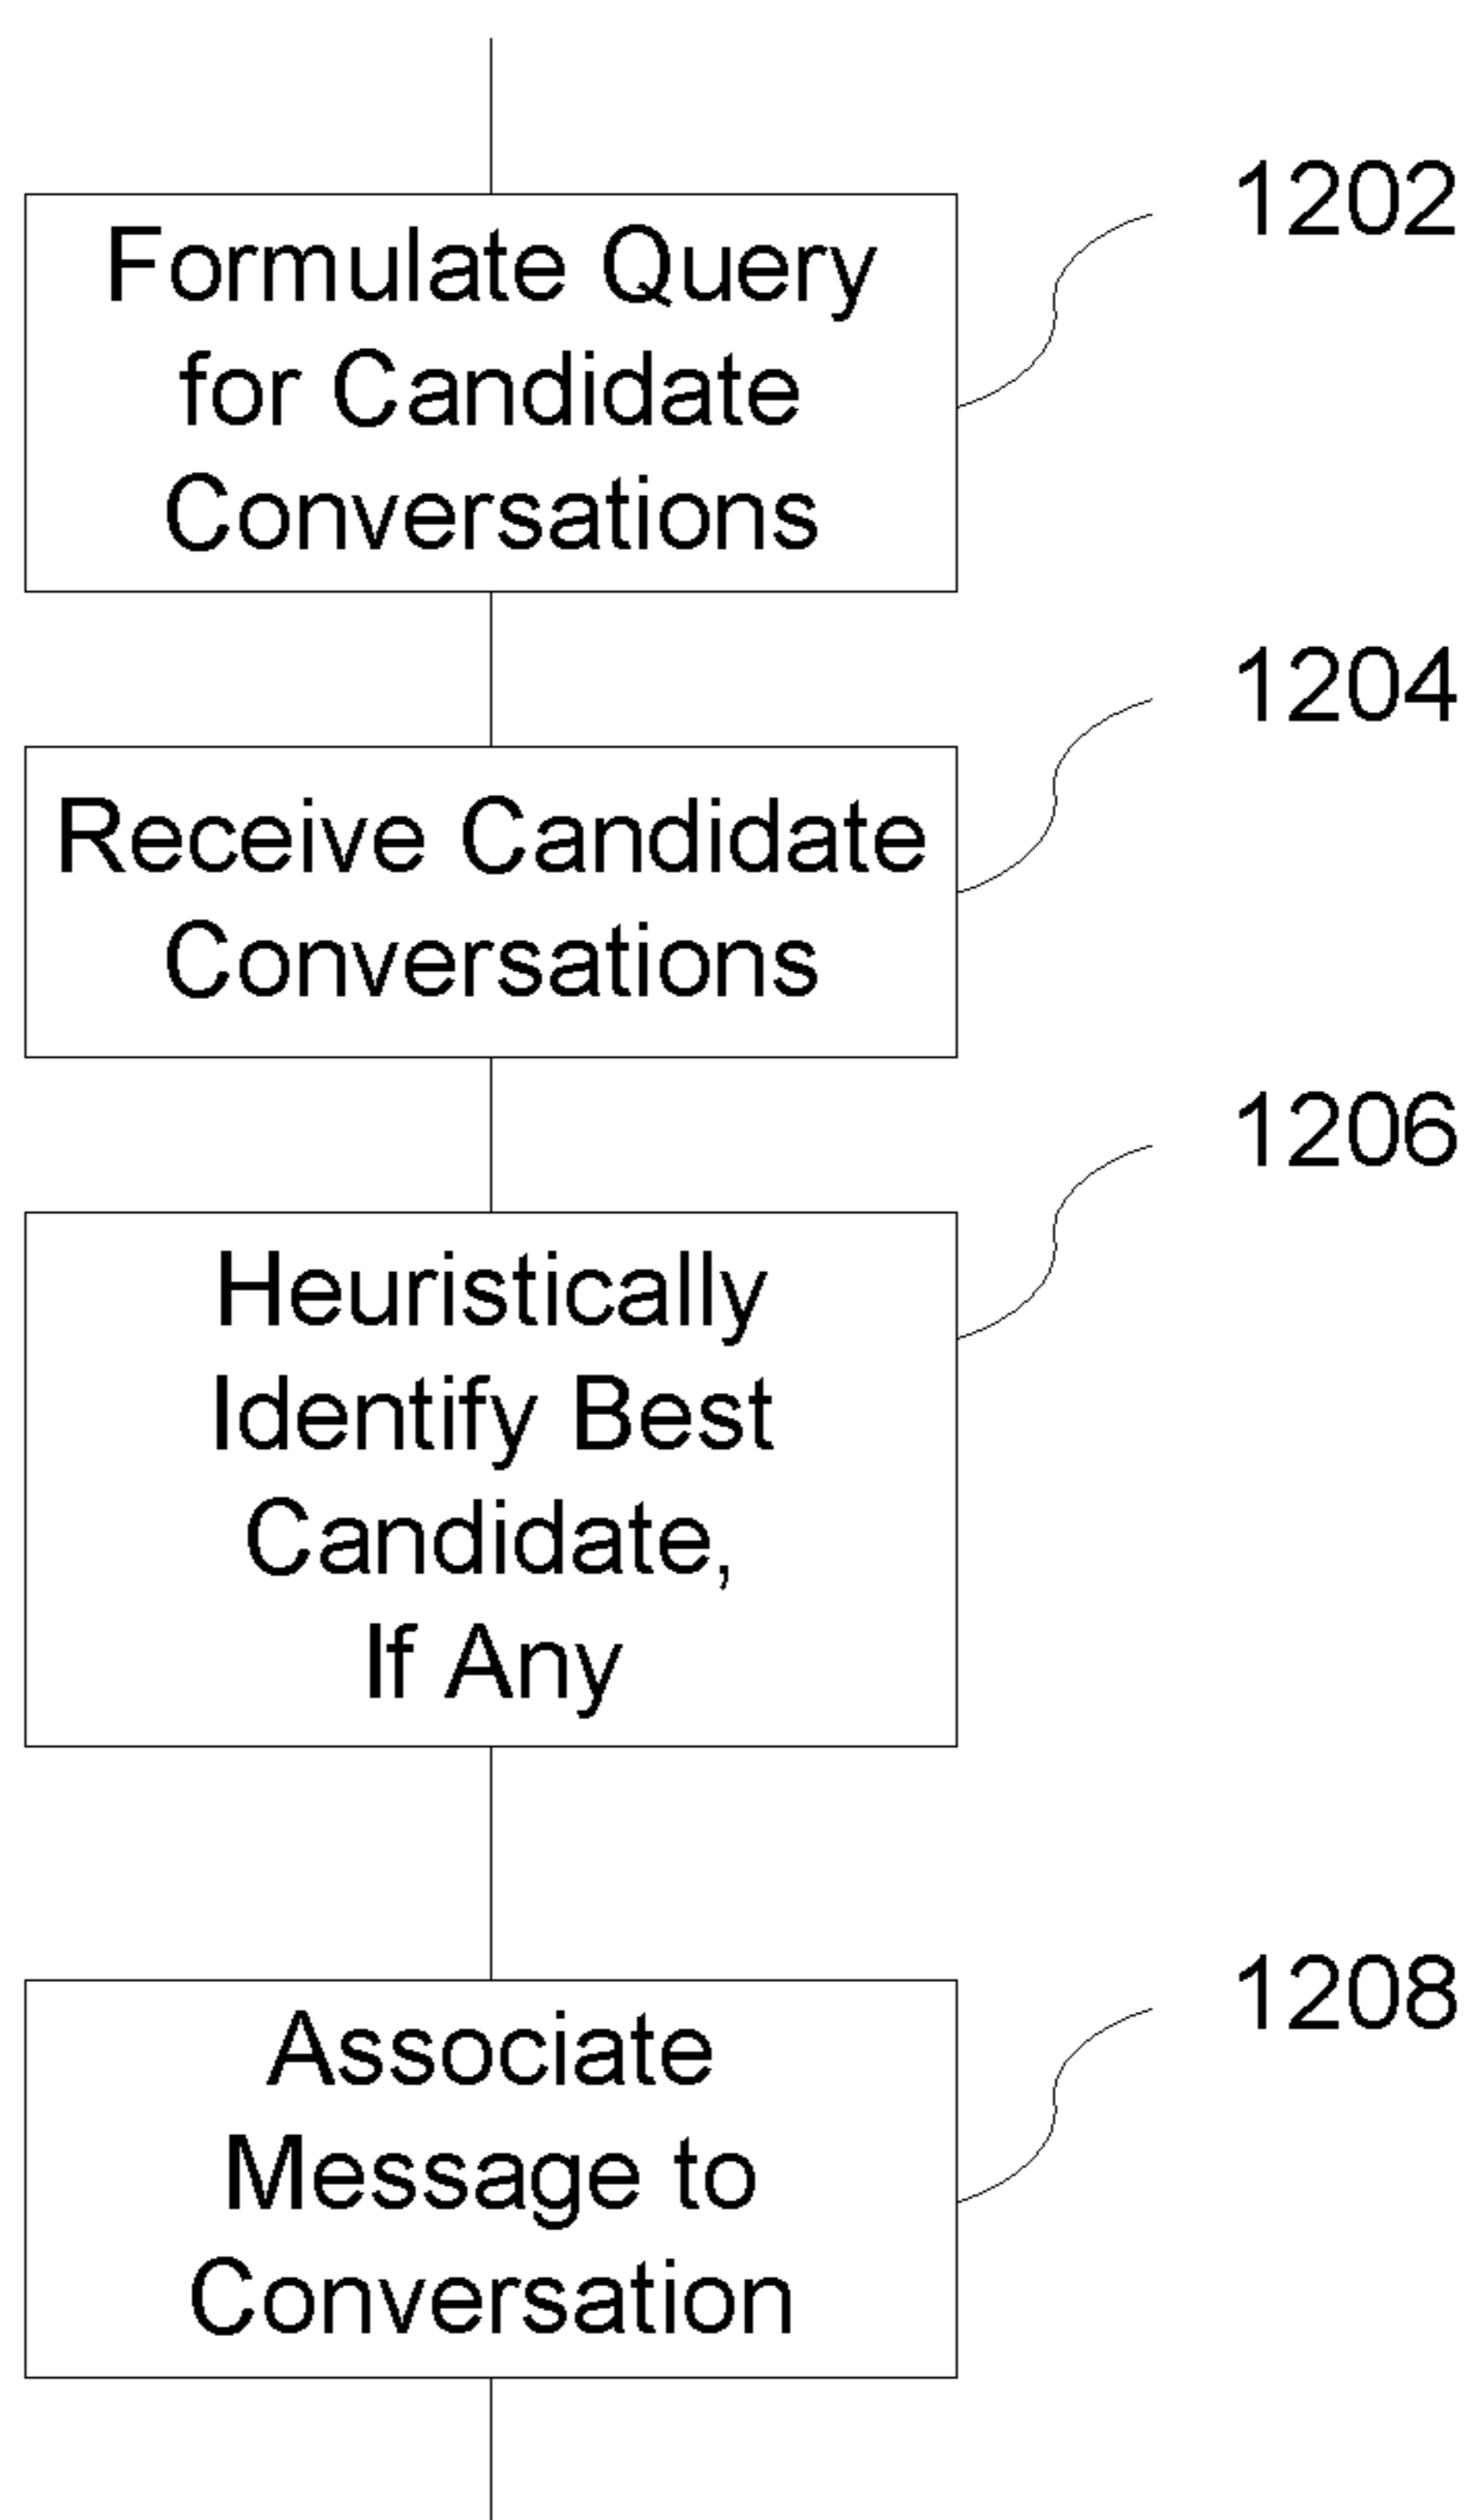 1202
Formulate Query
for Candidate
Conversations
1204
Receive Candidate
Conversations
1206
Heuristically
Identify Best
Candidate,
If Any
1208
Associate
Message to
Conversation